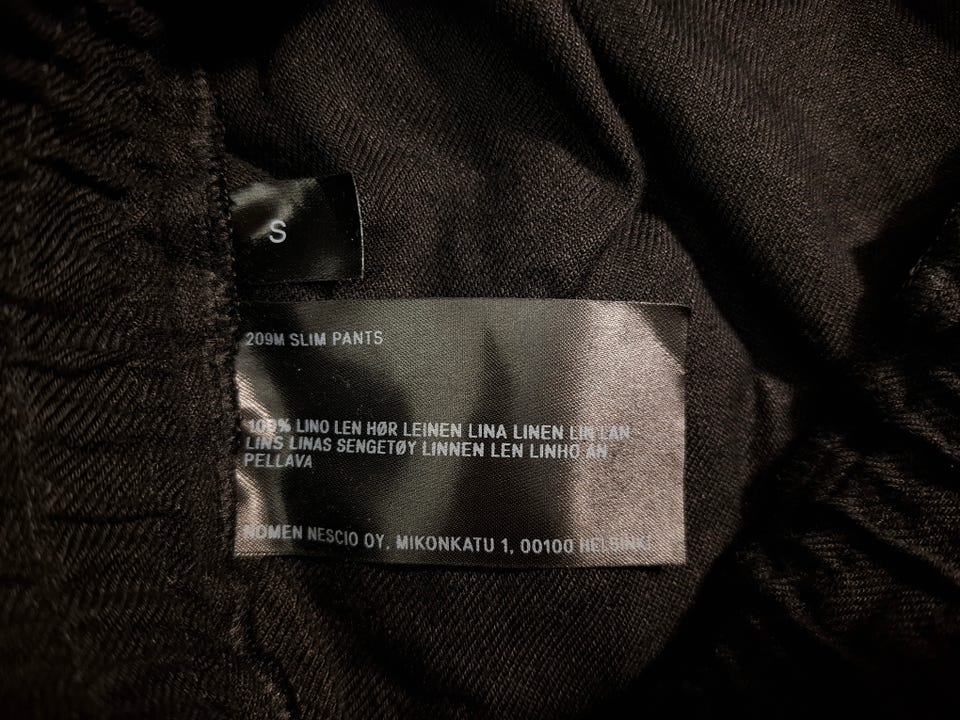 S
209M SLIM PANTS
100% LINO LEN HØR LEINEN LINA LINEN LIN LAN
LINS LINAS SENGETØY LINNEN LEN LINHO AN
PELLAVA
NOMEN NESCIO OY, MIKONKATU 1, 00100 HELSINKI